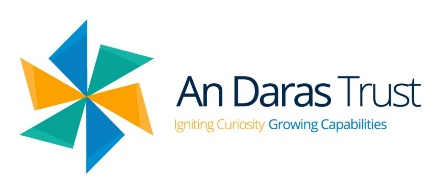 An Daras Trust
Igniting Curiosity Growing Capabilities